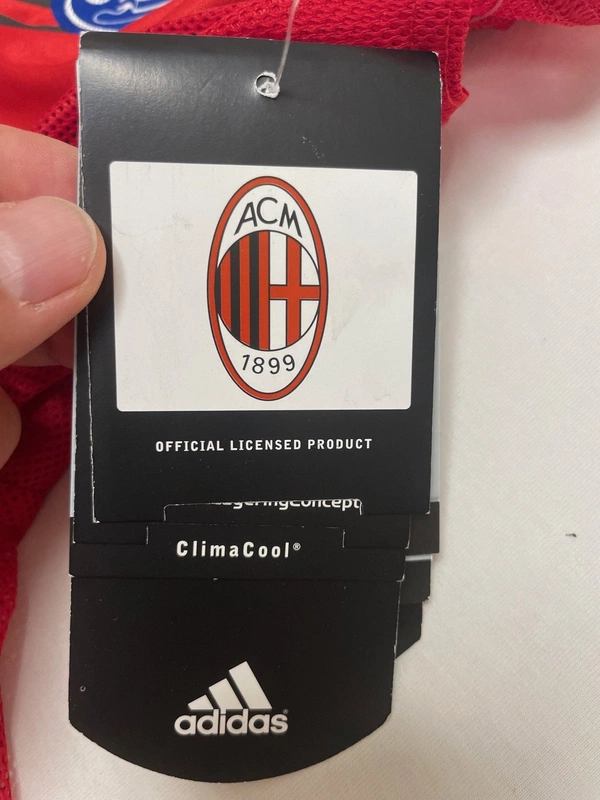 ACM
1899
OFFICIAL LICENSED PRODUCT
ClimaCool®
adidas®